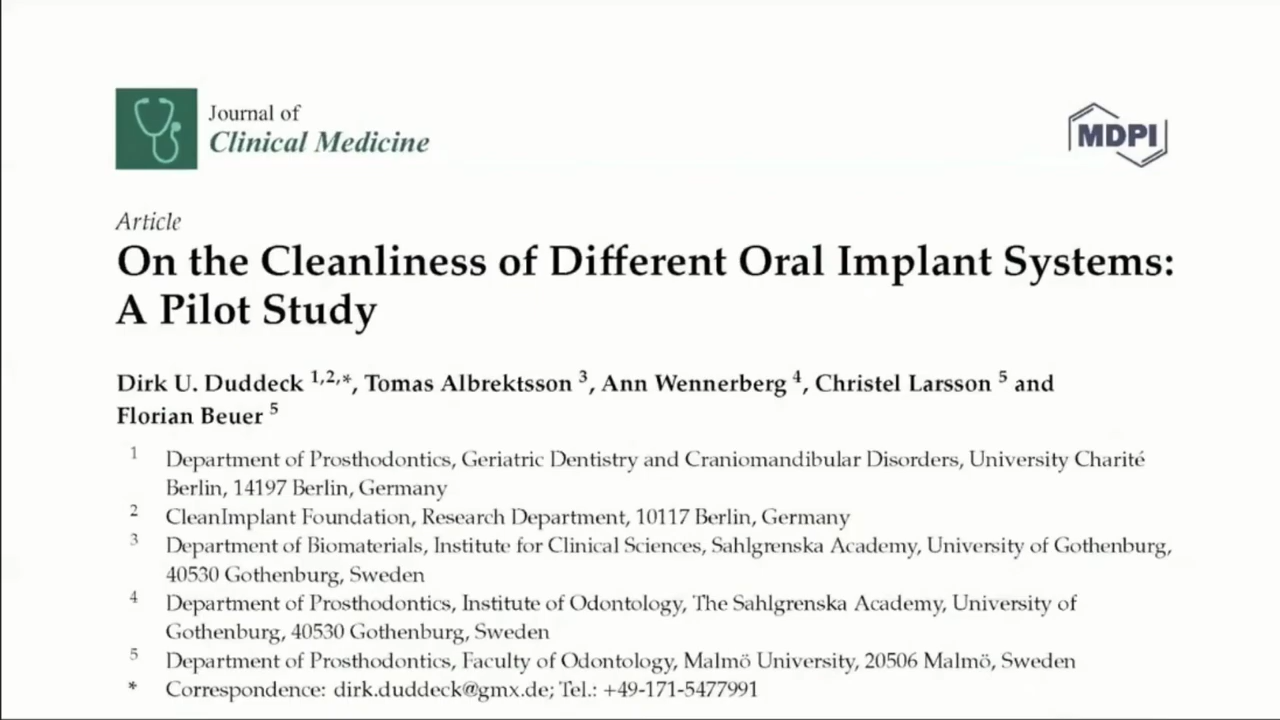 Journal of
Clinical Medicine
MDPI
Article
On the Cleanliness of Different Oral Implant Systems:
A Pilot Study
Dirk U. Duddeck 1,2,*, Tomas Albrektsson 3, Ann Wennerberg 4, Christel Larsson 5 and
Florian Beuer 5
1 Department of Prosthodontics, Geriatric Dentistry and Craniomandibular Disorders, University Charité
Berlin, 14197 Berlin, Germany
2 CleanImplant Foundation, Research Department, 10117 Berlin, Germany
3 Department of Biomaterials, Institute for Clinical Sciences, Sahlgrenska Academy, University of Gothenburg,
40530 Gothenburg, Sweden
4 Department of Prosthodontics, Institute of Odontology, The Sahlgrenska Academy, University of
Gothenburg, 40530 Gothenburg, Sweden
5 Department of Prosthodontics, Faculty of Odontology, Malmö University, 20506 Malmö, Sweden
* Correspondence: dirk.duddeck@gmx.de; Tel.: +49-171-5477991